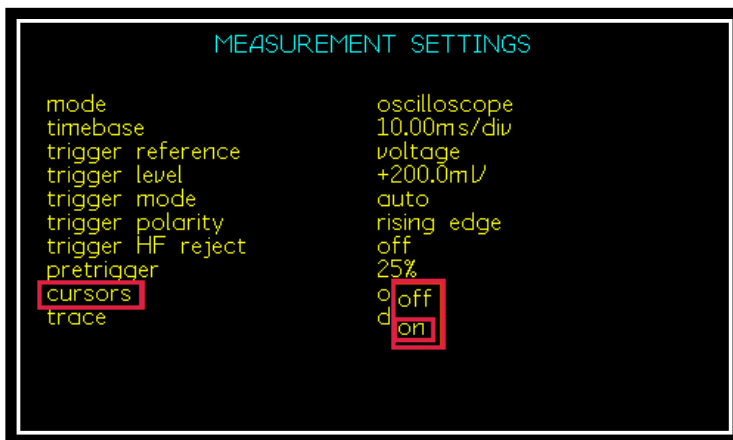 MEASUREMENT SETTINGS
mode oscilloscope
timebase 10.00ms/div
trigger reference voltage
trigger level +200.0mV
trigger mode auto
trigger polarity rising edge
trigger HF reject off
pretrigger 25%
cursors off
trace
on